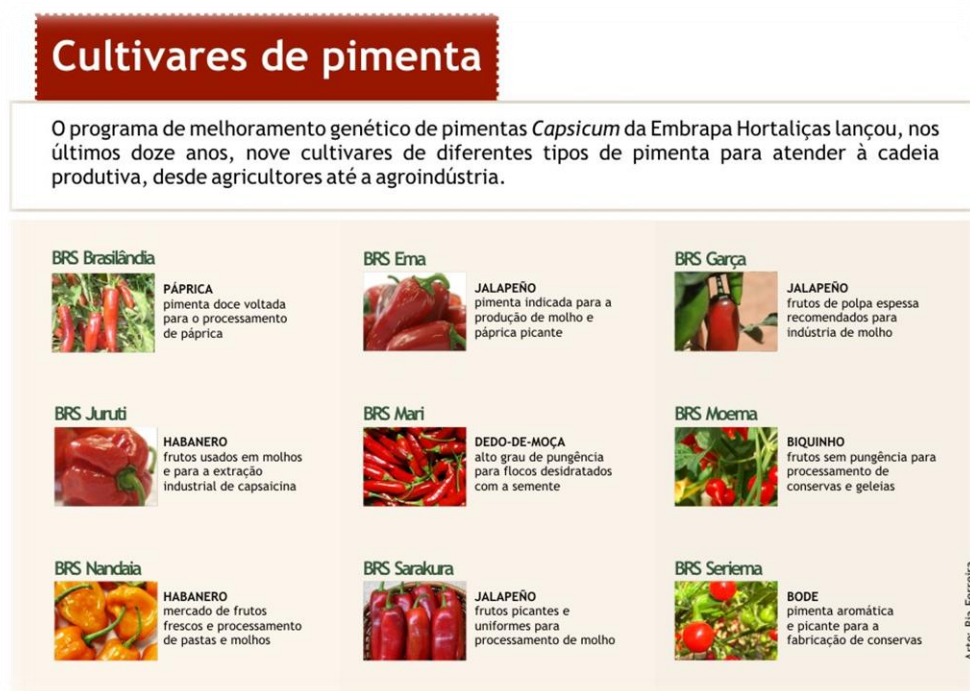 Cultivares de pimenta
O programa de melhoramento genético de pimentas Capsicum da Embrapa Hortaliças lançou, nos
últimos doze anos, nove cultivares de diferentes tipos de pimenta para atender à cadeia
produtiva, desde agricultores até a agroindústria.
BRS Brasilândia
PÁPRICA
pimenta doce voltada
para o processamento
de páprica
BRS Ema
JALAPEÑO
pimenta indicada para a
produção de molho e
páprica picante
BRS Garça
JALAPEÑO
frutos de polpa espessa
recomendados para
indústria de molho
BRS Juruti
HABANERO
frutos usados em molhos
e para a extração
industrial de capsaicina
BRS Mari
DEDO-DE-MOÇA
alto grau de pungência
para flocos desidratados
com a semente
BRS Moema
BIQUINHO
frutos sem pungência para
processamento de
conservas e geleias
BRS Nandaia
HABANERO
mercado de frutos
frescos e processamento
de pastas e molhos
BRS Sarakura
JALAPEÑO
frutos picantes e
uniformes para
processamento de molho
BRS Seriema
BODE
pimenta aromática
e picante para a
fabricação de conservas